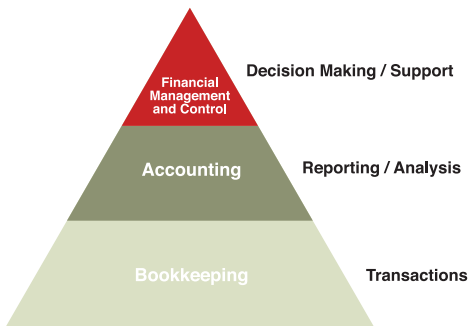 Financial
Management
and Control
Decision Making / Support
Accounting
Reporting / Analysis
Bookkeeping
Transactions